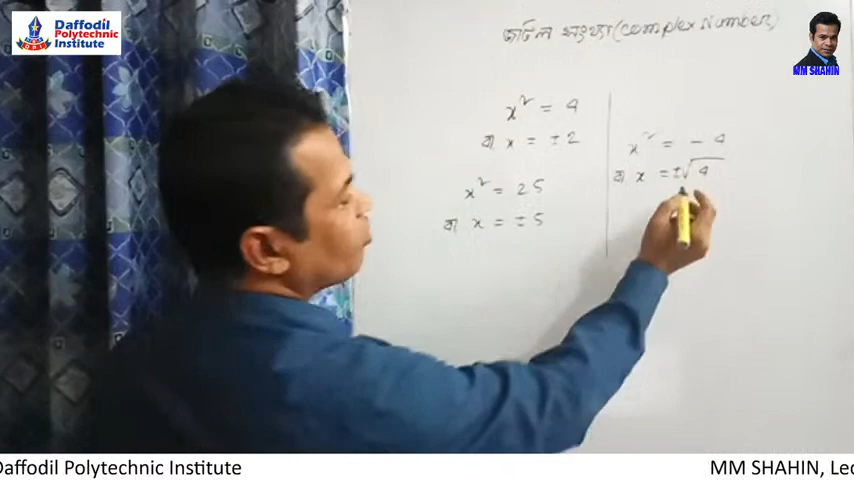 Daffodil
Polytechnic
Institute
জটিল সংখ্যা (Complex Number)
x² = 4
বা x = ±2
x² = 25
বা x = ±5
x² = - 4
বা x = ±√4
MM SHAHIN
Daffodil Polytechnic Institute
MM SHAHIN, Lec